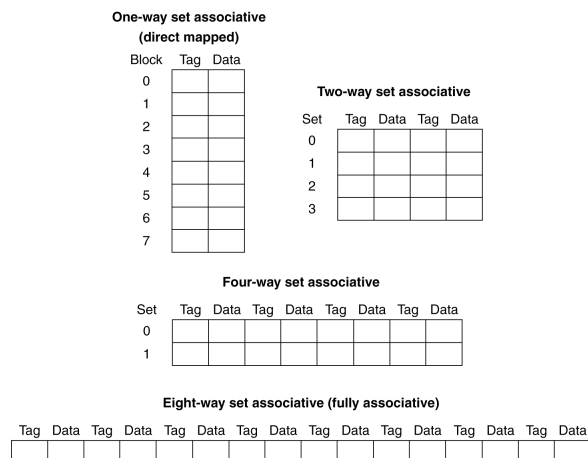 One-way set associative
(direct mapped)
Block Tag Data
0
1
2
3
4
5
6
7
Two-way set associative
Set Tag Data Tag Data
0
1
2
3
Four-way set associative
Set Tag Data Tag Data Tag Data Tag Data
0
1
Eight-way set associative (fully associative)
Tag Data Tag Data Tag Data Tag Data Tag Data Tag Data Tag Data Tag Data